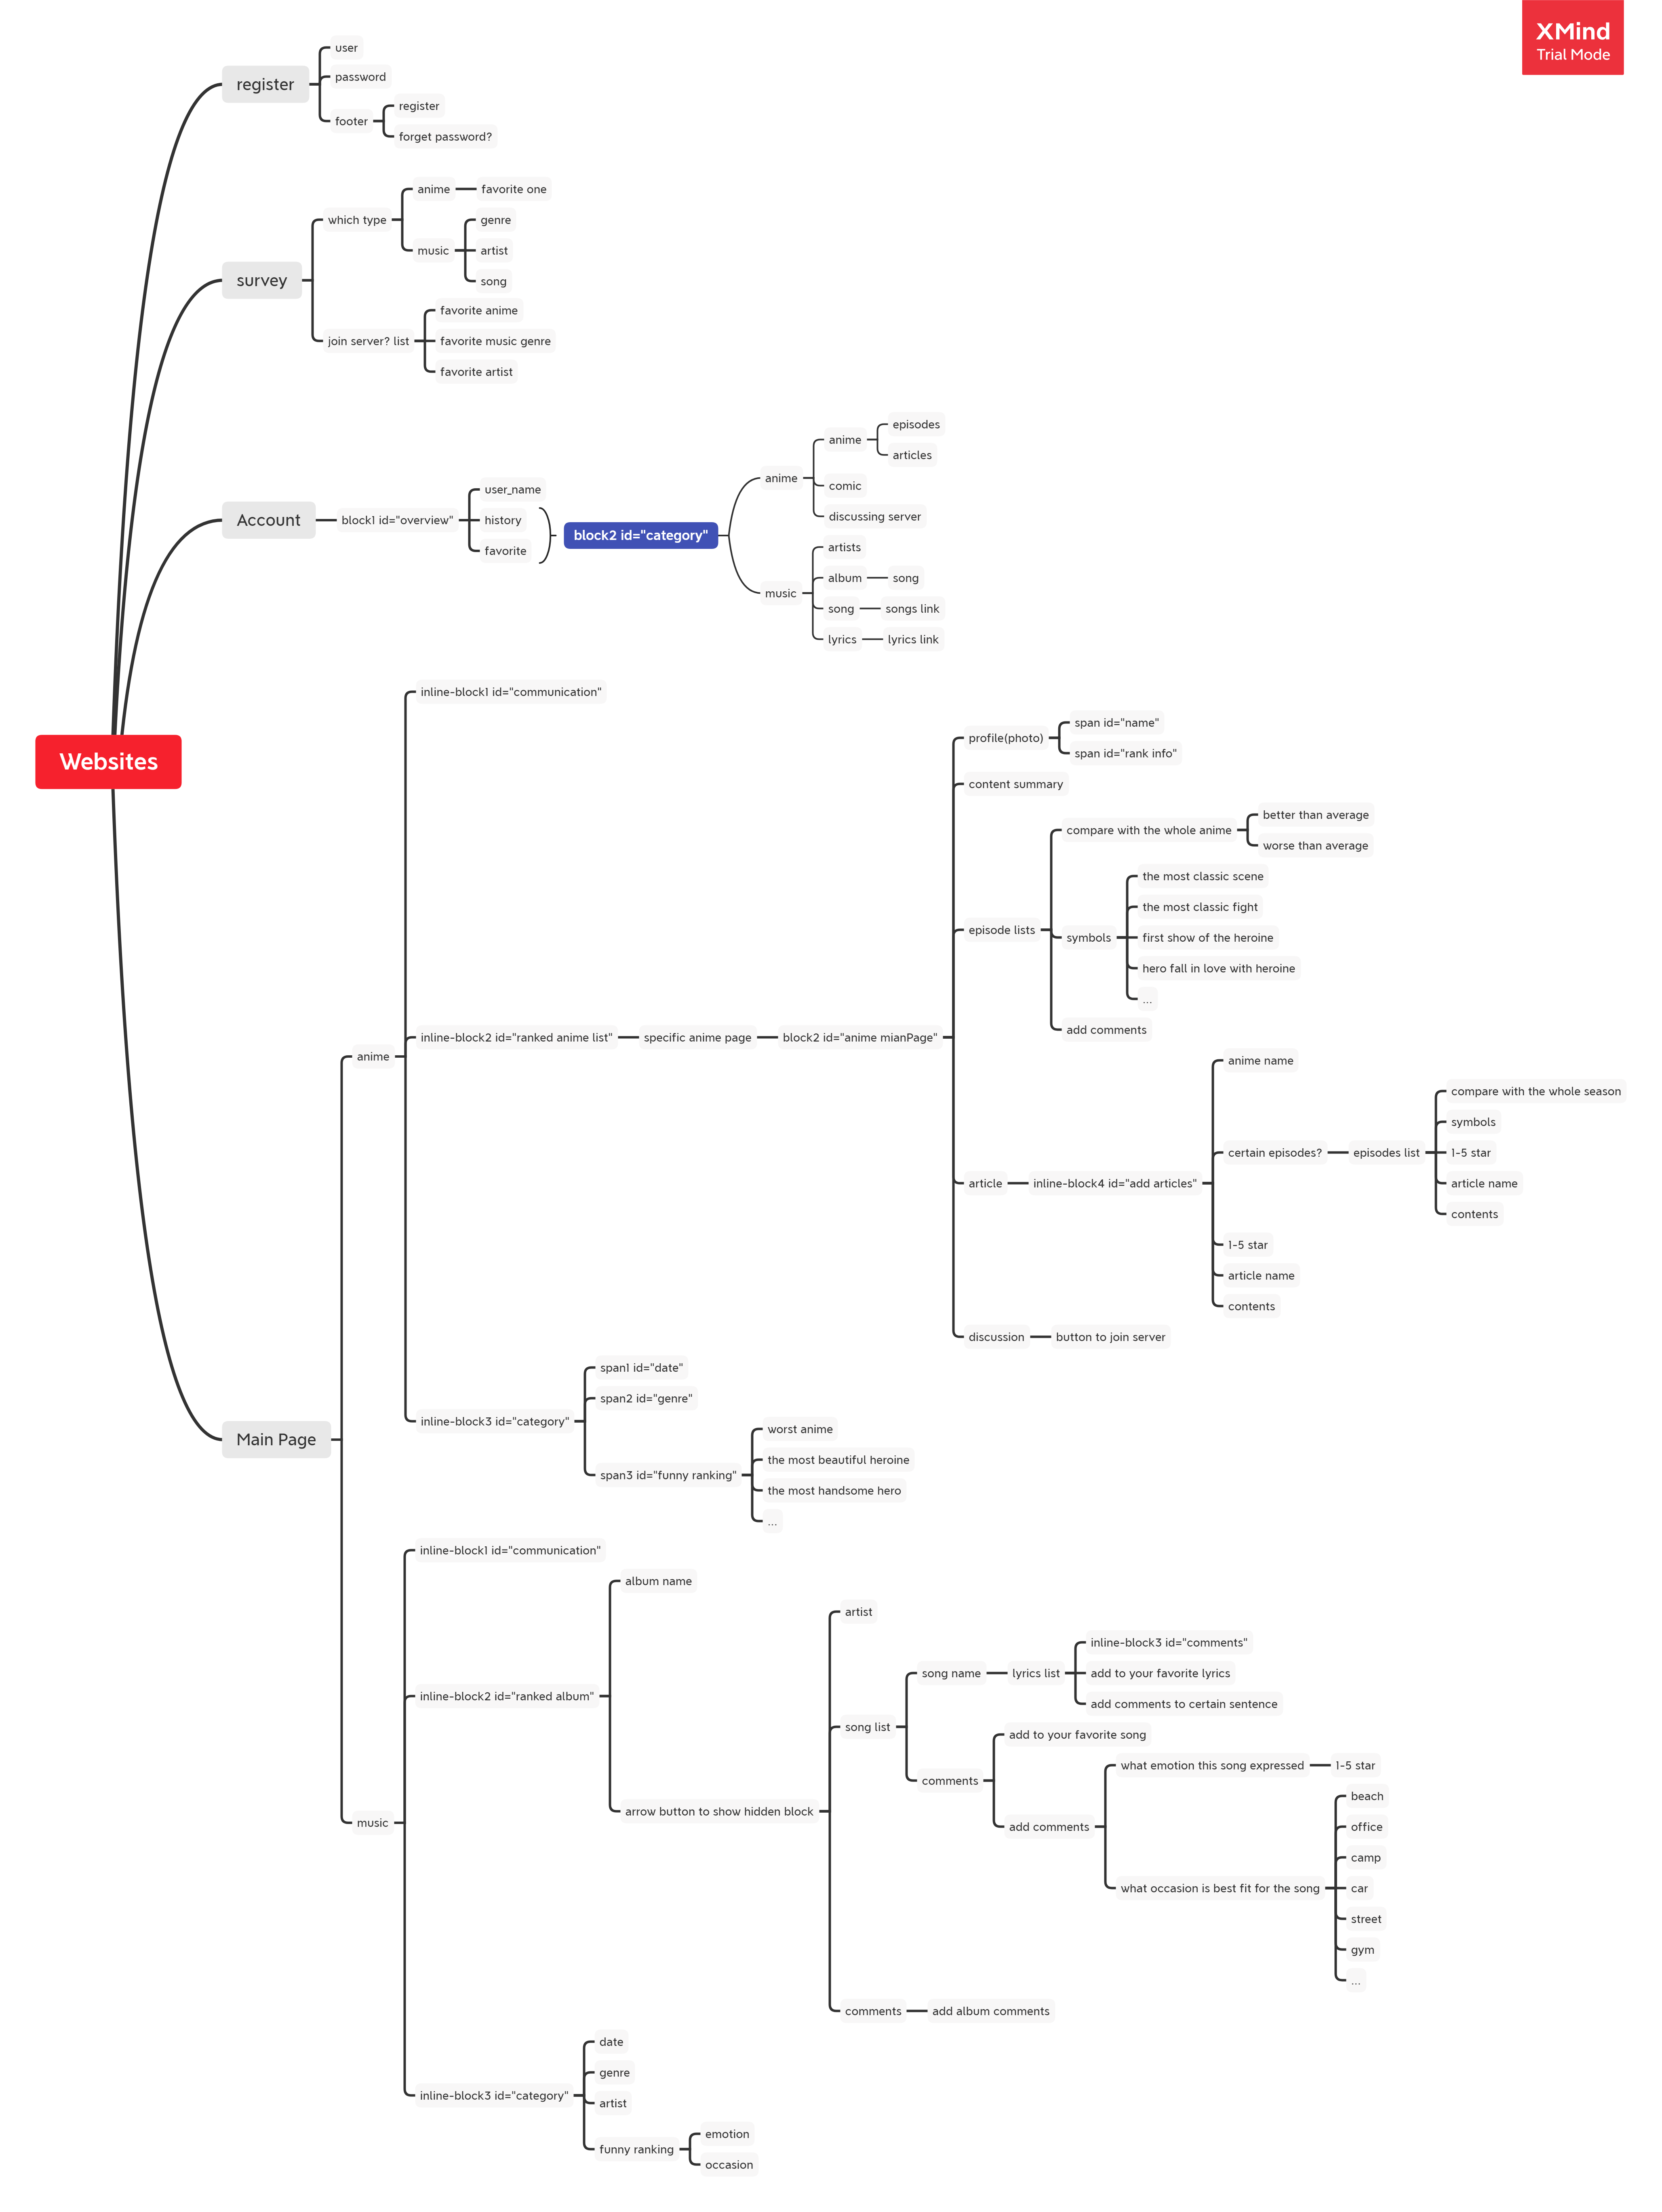 XMind
Trial Mode
Websites
register
user
password
footer
register
forget password?
survey
which type
anime
favorite one
music
genre
artist
song
join server? list
favorite anime
favorite music genre
favorite artist
Account
block1 id="overview"
user_name
history
favorite
block2 id="category"
anime
anime
episodes
articles
comic
discussing server
music
artists
album
song
song
songs link
lyrics
lyrics link
Main Page
anime
inline-block1 id="communication"
inline-block2 id="ranked anime list"
specific anime page
block2 id="anime mianPage"
profile(photo)
span id="name"
span id="rank info"
content summary
episode lists
compare with the whole anime
better than average
worse than average
symbols
the most classic scene
the most classic fight
first show of the heroine
hero fall in love with heroine
...
add comments
article
inline-block4 id="add articles"
anime name
certain episodes?
episodes list
compare with the whole season
symbols
1-5 star
article name
contents
1-5 star
article name
contents
discussion
button to join server
inline-block3 id="category"
span1 id="date"
span2 id="genre"
span3 id="funny ranking"
worst anime
the most beautiful heroine
the most handsome hero
...
music
inline-block1 id="communication"
inline-block2 id="ranked album"
album name
arrow button to show hidden block
artist
song list
song name
lyrics list
inline-block3 id="comments"
add to your favorite lyrics
add comments to certain sentence
comments
add to your favorite song
add comments
what emotion this song expressed
1-5 star
what occasion is best fit for the song
beach
office
camp
car
street
gym
...
comments
add album comments
inline-block3 id="category"
date
genre
artist
funny ranking
emotion
occasion